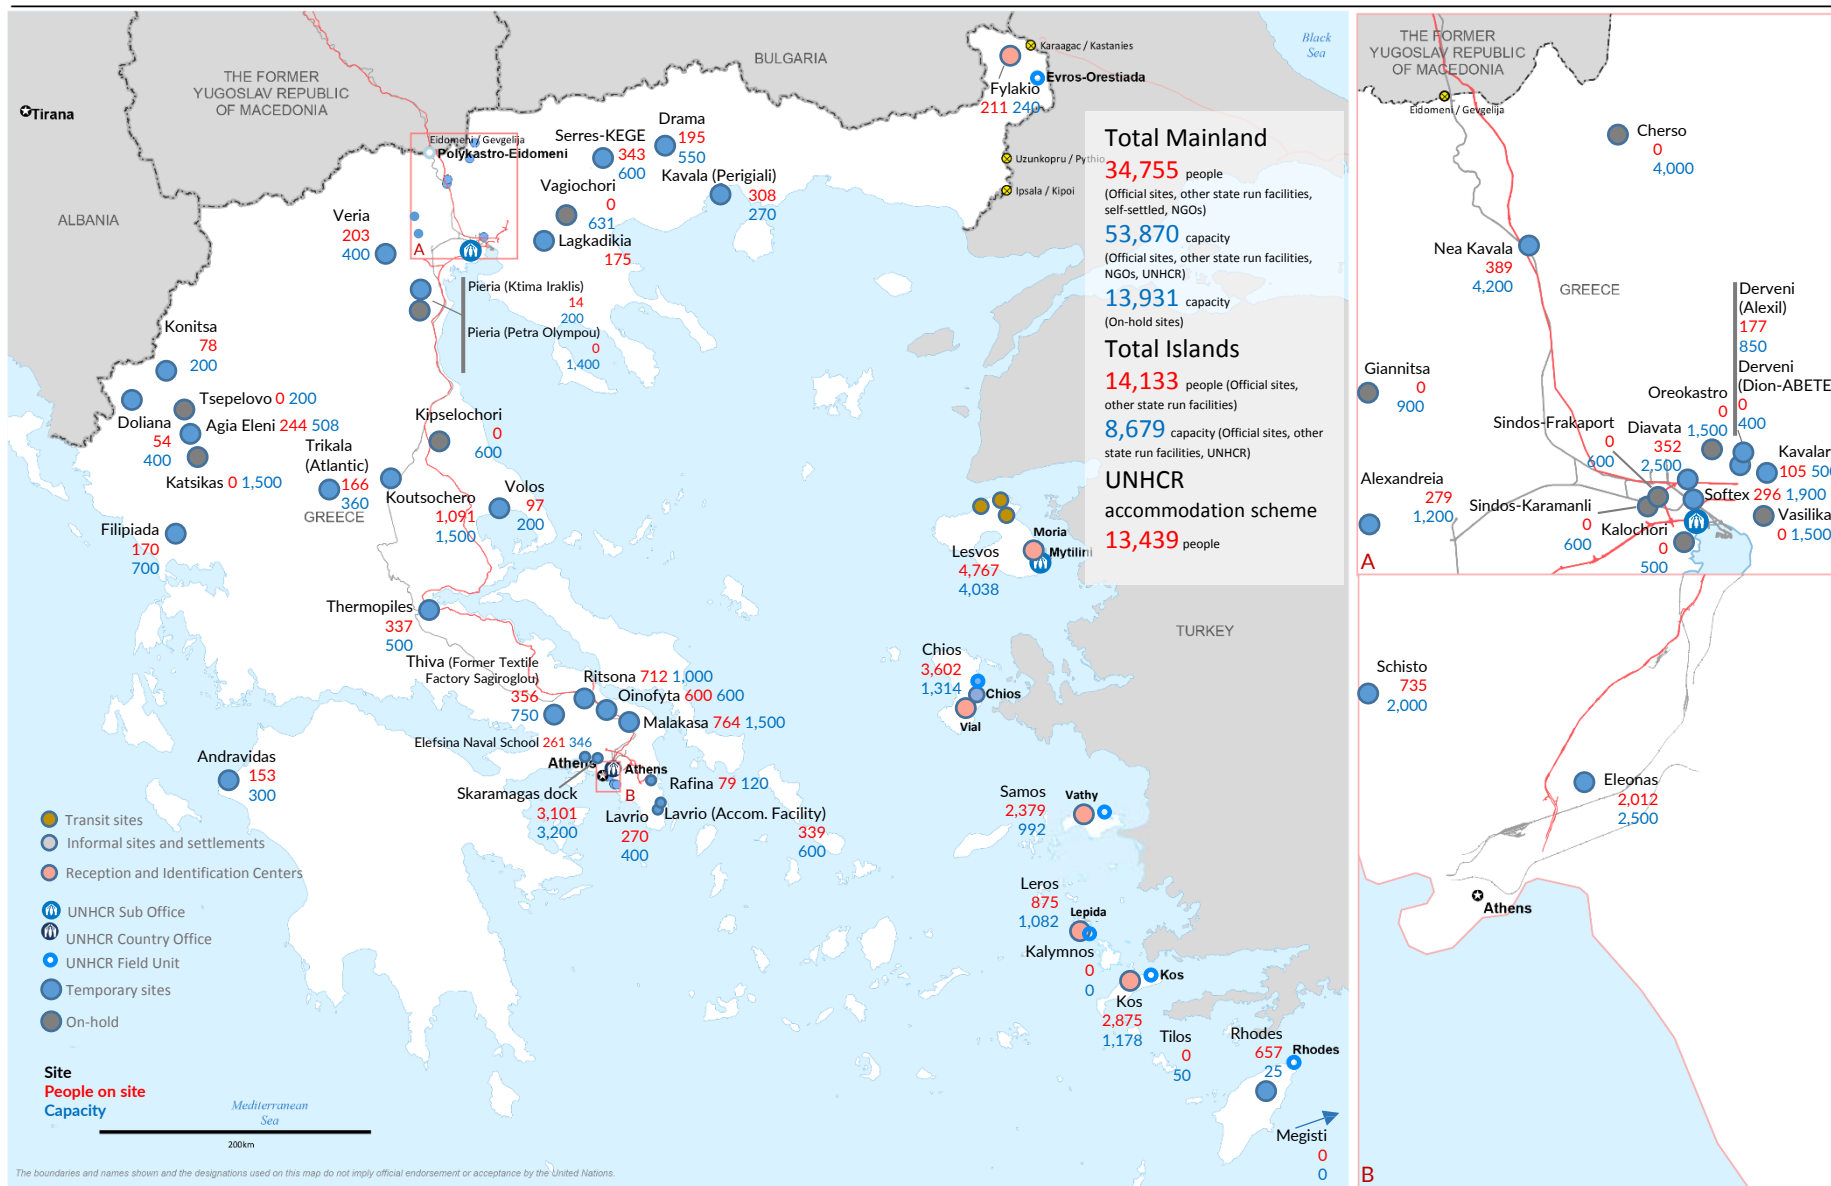 BULGARIA
Black
Sea
THE FORMER
YUGOSLAV REPUBLIC
OF MACEDONIA
Tirana
ALBANIA
Karaagac / Kastanies
Evros-Orestiada
Fylakio
211 240
Uzunkopru / Pythio
Ipsala / Kipoi
Eidomeni / Gevgelija
Polykastro-Eidomeni
A
Serres-KEGE
343
600
Drama
195
550
Kavala (Perigiali)
308
270
Vagiochori
0
631
Lagkadikia
175
Veria
203
400
Pieria (Ktima Iraklis)
14
200
Pieria (Petra Olympou)
0
1,400
Konitsa
78
200
Tsepelovo 0 200
Doliana
54
400
Agia Eleni 244 508
Katsikas 0 1,500
Trikala
(Atlantic)
166
360
GREECE
Kipselochori
0
600
Koutsochero
1,091
1,500
Volos
97
200
Filipiada
170
700
Thermopiles
337
500
Thiva (Former Textile
Factory Sagiroglou)
356
750
Ritsona 712 1,000
Oinofyta 600 600
Malakasa 764 1,500
Elefsina Naval School 261 346
Athens
Athens
B
Rafina 79 120
Skaramagas dock
3,101
3,200
Lavrio
270
400
Lavrio (Accom. Facility)
339
600
Andravidas
153
300
Total Mainland
34,755 people
(Official sites, other state run facilities,
self-settled, NGOs)
53,870 capacity
(Official sites, other state run facilities,
NGOs, UNHCR)
13,931 capacity
(On-hold sites)
Total Islands
14,133 people (Official sites,
other state run facilities)
8,679 capacity (Official sites, other
state run facilities, UNHCR)
UNHCR
accommodation scheme
13,439 people
TURKEY
Moria
Mytilini
Lesvos
4,767
4,038
Chios
3,602
1,314
Chios
Vial
Samos
2,379
992
Vathy
Leros
875
1,082
Lepida
Kalymnos
0
0
Kos
Kos
2,875
1,178
Tilos
0
50
Rhodes
657
25
Rhodes
Megisti
0
0
Transit sites
Informal sites and settlements
Reception and Identification Centers
UNHCR Sub Office
UNHCR Country Office
UNHCR Field Unit
Temporary sites
On-hold
Site
People on site
Capacity
Mediterranean
Sea
200km
The boundaries and names shown and the designations used on this map do not imply official endorsement or acceptance by the United Nations.
THE FORMER
YUGOSLAV REPUBLIC
OF MACEDONIA
Eidomeni / Gevgelija
Cherso
0
4,000
Nea Kavala
389
4,200
GREECE
Derveni
(Alexil)
177
850
Derveni
(Dion-ABETE
0
400
Giannitsa
0
900
Oreokastro
0
1,500
Sindos-Frakaport
0
600
Diavata
352
2,500
Kavalar
105 500
Alexandreia
279
1,200
Softex 296 1,900
Sindos-Karamanli
0
600
Kalochori
0
500
Vasilika
0 1,500
A
Schisto
735
2,000
Eleonas
2,012
2,500
Athens
B